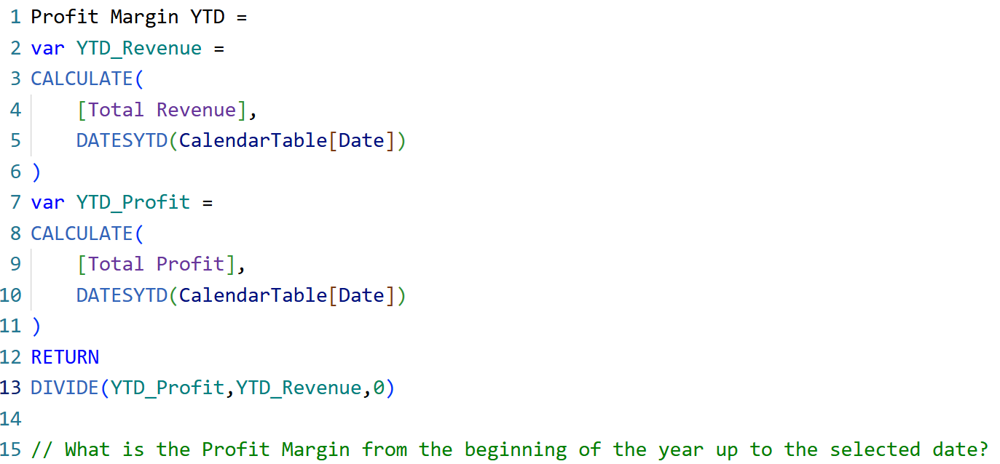 1 Profit Margin YTD =
2 var YTD_Revenue =
3 CALCULATE(
4     [Total Revenue],
5     DATESYTD(CalendarTable[Date])
6 )
7 var YTD_Profit =
8 CALCULATE(
9     [Total Profit],
10     DATESYTD(CalendarTable[Date])
11 )
12 RETURN
13 DIVIDE(YTD_Profit,YTD_Revenue,0)
14
15 // What is the Profit Margin from the beginning of the year up to the selected date?